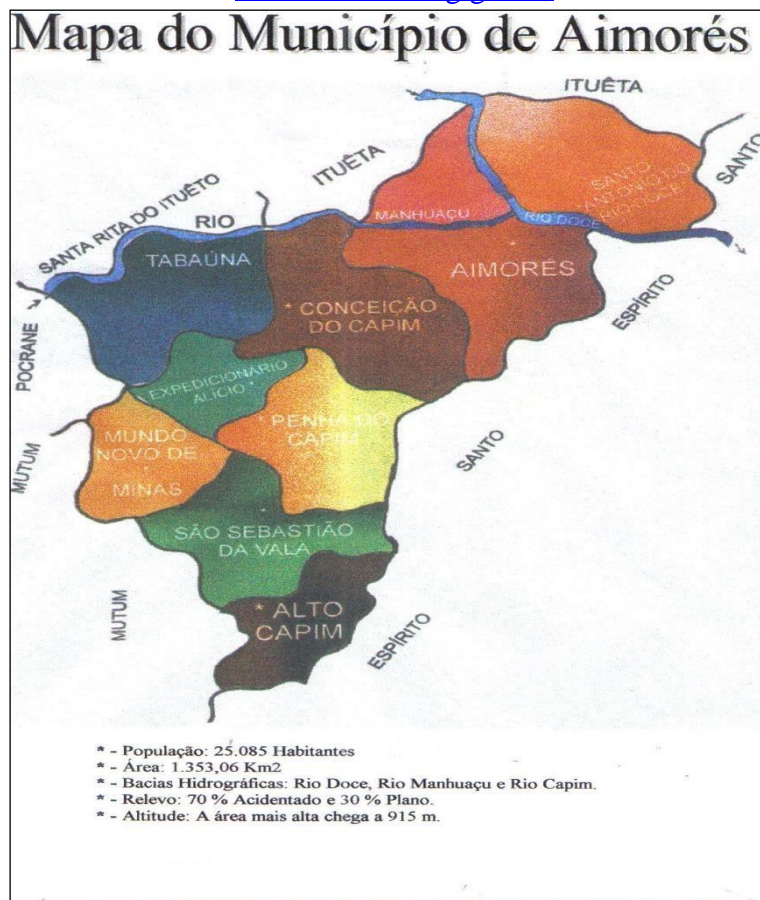 Mapa do Município de Aimorés
ITUÊTA
ITUÊTA
SANTO
SANTO
ANTONIO DO
RIO DOCE
SANTA RITA DO ITUÊTO
RIO
MANHUAÇU
RIO DOCE
TABAÚNA
AIMORÉS
* CONCEIÇÃO
DO CAPIM
ESPÍRITO
POCRANE
EXPEDICIONÁRIO
ALÍCIO *
* PENHA DO
CAPIM
MUNDO
NOVO DE
*
MINAS
SANTO
MUTUM
SÃO SEBASTIÃO
DA VALA
* ALTO
CAPIM
MUTUM
ESPÍRITO
* - População: 25.085 Habitantes
* - Área: 1.353,06 Km2
* - Bacias Hidrográficas: Rio Doce, Rio Manhuaçu e Rio Capim.
* - Relevo: 70 % Acidentado e 30 % Plano.
* - Altitude: A área mais alta chega a 915 m.